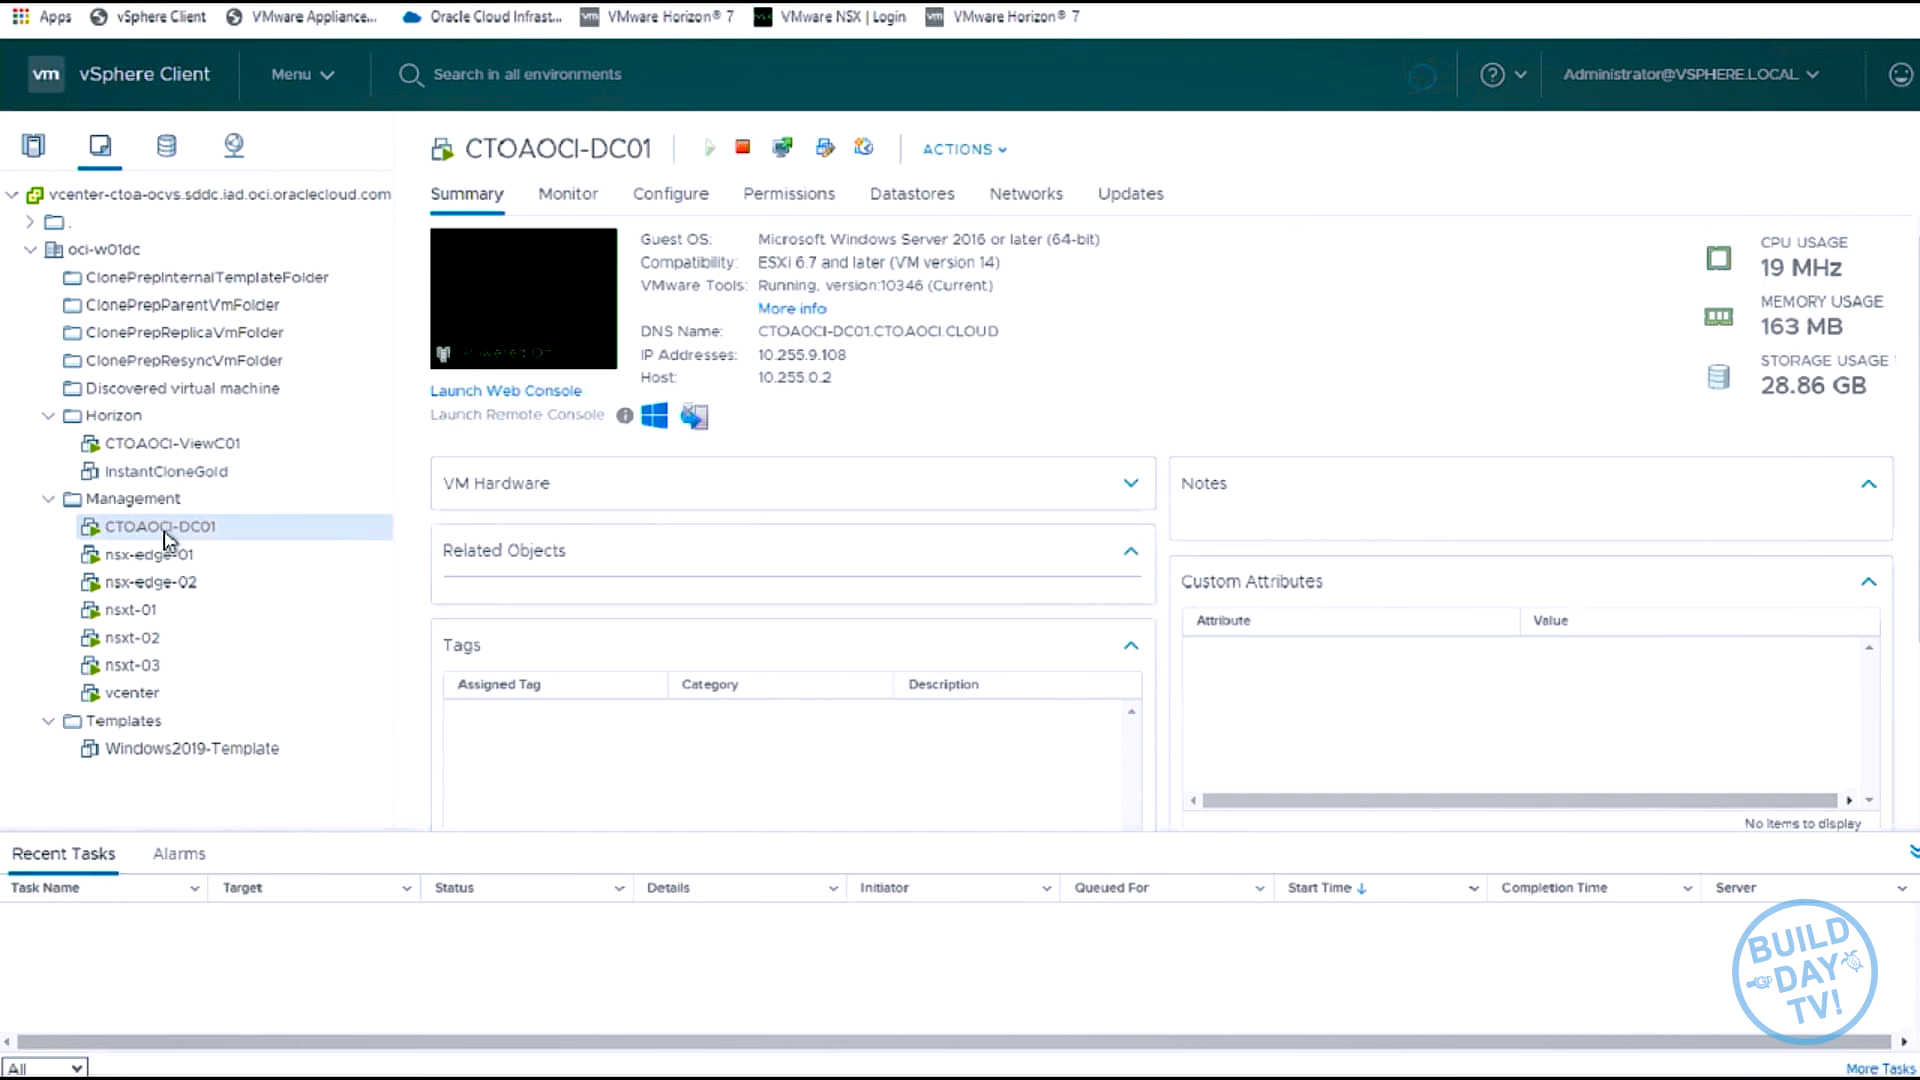 Apps vSphere Client VMware Appliance... Oracle Cloud Infrast... VMware Horizon® 7 VMware NSX | Login VMware Horizon® 7
vm vSphere Client Menu Search in all environments Administrator@VSPHERE.LOCAL
vcenter-ctoa-ocvs.sddc.iad.oci.oraclecloud.com
.
oci-w01dc
ClonePrepInternalTemplateFolder
ClonePrepParentVmFolder
ClonePrepReplicaVmFolder
ClonePrepResyncVmFolder
Discovered virtual machine
Horizon
CTOAOCI-ViewC01
InstantCloneGold
Management
CTOAOCI-DC01
nsx-edge-01
nsx-edge-02
nsxt-01
nsxt-02
nsxt-03
vcenter
Templates
Windows2019-Template
CTOAOCI-DC01 ACTIONS
Summary Monitor Configure Permissions Datastores Networks Updates
Powered On
Launch Web Console
Launch Remote Console
Guest OS: Microsoft Windows Server 2016 or later (64-bit)
Compatibility: ESXi 6.7 and later (VM version 14)
VMware Tools: Running, version:10346 (Current)
More info
DNS Name: CTOAOCI-DC01.CTOAOCI.CLOUD
IP Addresses: 10.255.9.108
Host: 10.255.0.2
CPU USAGE
19 MHz
MEMORY USAGE
163 MB
STORAGE USAGE
28.86 GB
VM Hardware
Related Objects
Tags
Assigned Tag Category Description
Notes
Custom Attributes
Attribute Value
No items to display
Recent Tasks Alarms
Task Name Target Status Details Initiator Queued For Start Time Completion Time Server
BUILD
DAY
TV!
All More Tasks